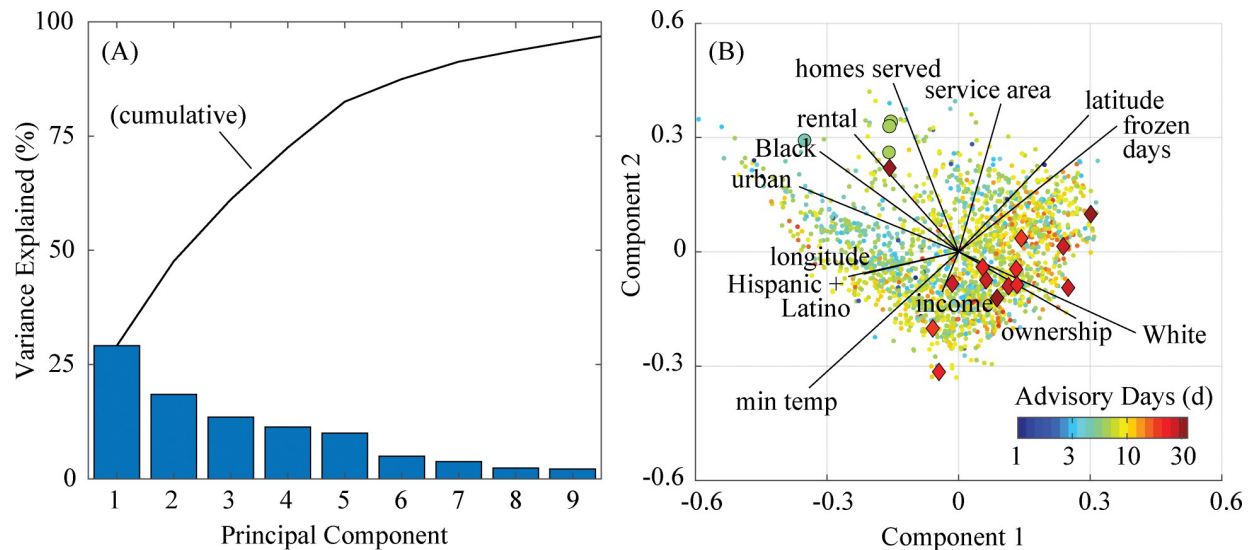 100
75
50
25
0
Variance Explained (%)
(A)
(cumulative)
1 2 3 4 5 6 7 8 9
Principal Component
0.6
0.3
0
-0.3
-0.6
Component 2
(B)
homes served
service area
latitude
frozen
days
rental
Black
urban
longitude
Hispanic +
Latino
income
ownership
White
min temp
Advisory Days (d)
1 3 10 30
-0.6 -0.3 0 0.3 0.6
Component 1